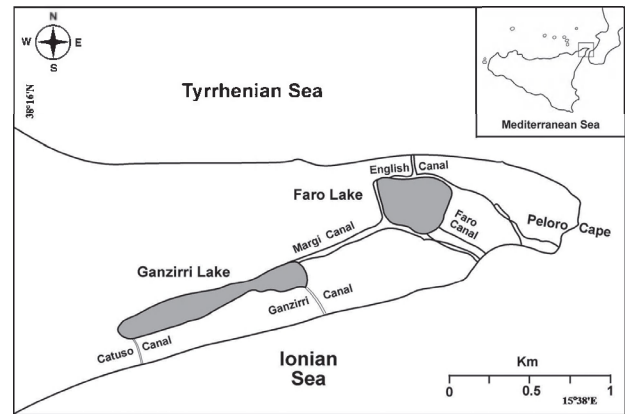 N
W E
S
38°16'N
Tyrrhenian Sea
Mediterranean Sea
English Canal
Faro Lake
Faro Canal
Peloro Cape
Margi Canal
Ganzirri Lake
Ganzirri Canal
Catuso Canal
Ionian Sea
Km
0 0.5 1
15°38'E